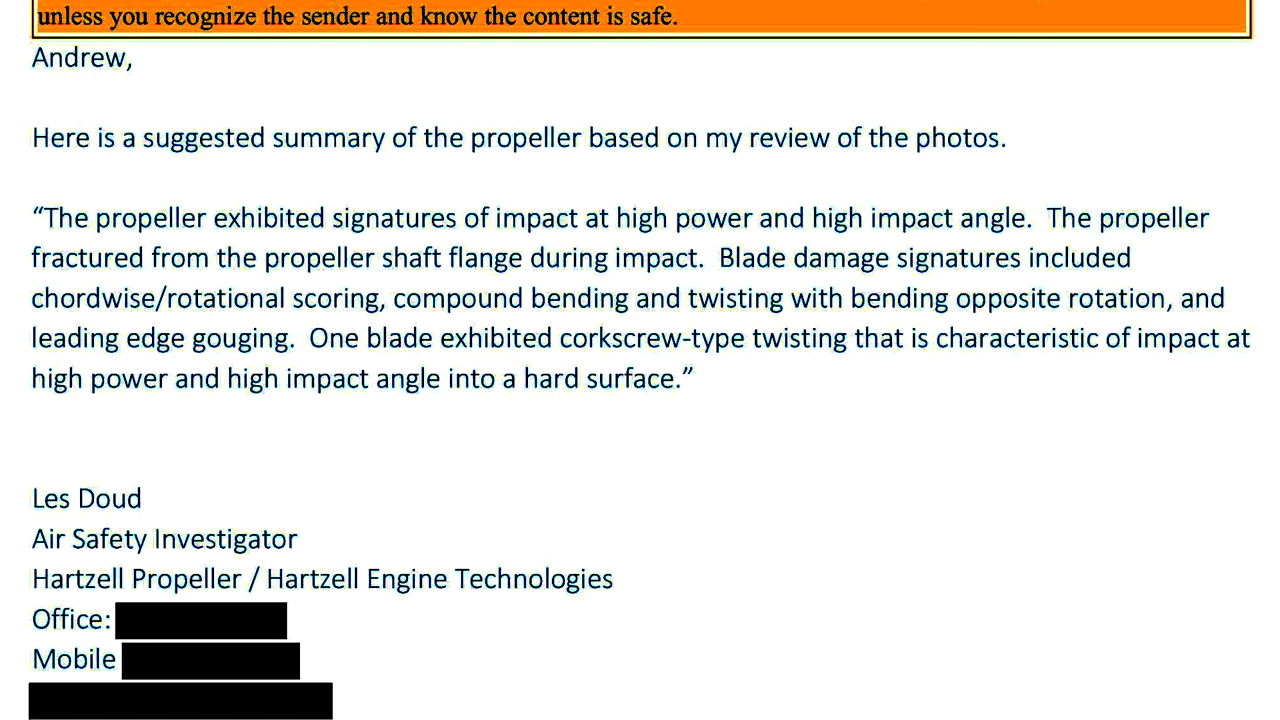 unless you recognize the sender and know the content is safe.
Andrew,
Here is a suggested summary of the propeller based on my review of the photos.
“The propeller exhibited signatures of impact at high power and high impact angle.  The propeller
fractured from the propeller shaft flange during impact.  Blade damage signatures included
chordwise/rotational scoring, compound bending and twisting with bending opposite rotation, and
leading edge gouging.  One blade exhibited corkscrew-type twisting that is characteristic of impact at
high power and high impact angle into a hard surface.”
Les Doud
Air Safety Investigator
Hartzell Propeller / Hartzell Engine Technologies
Office:
Mobile